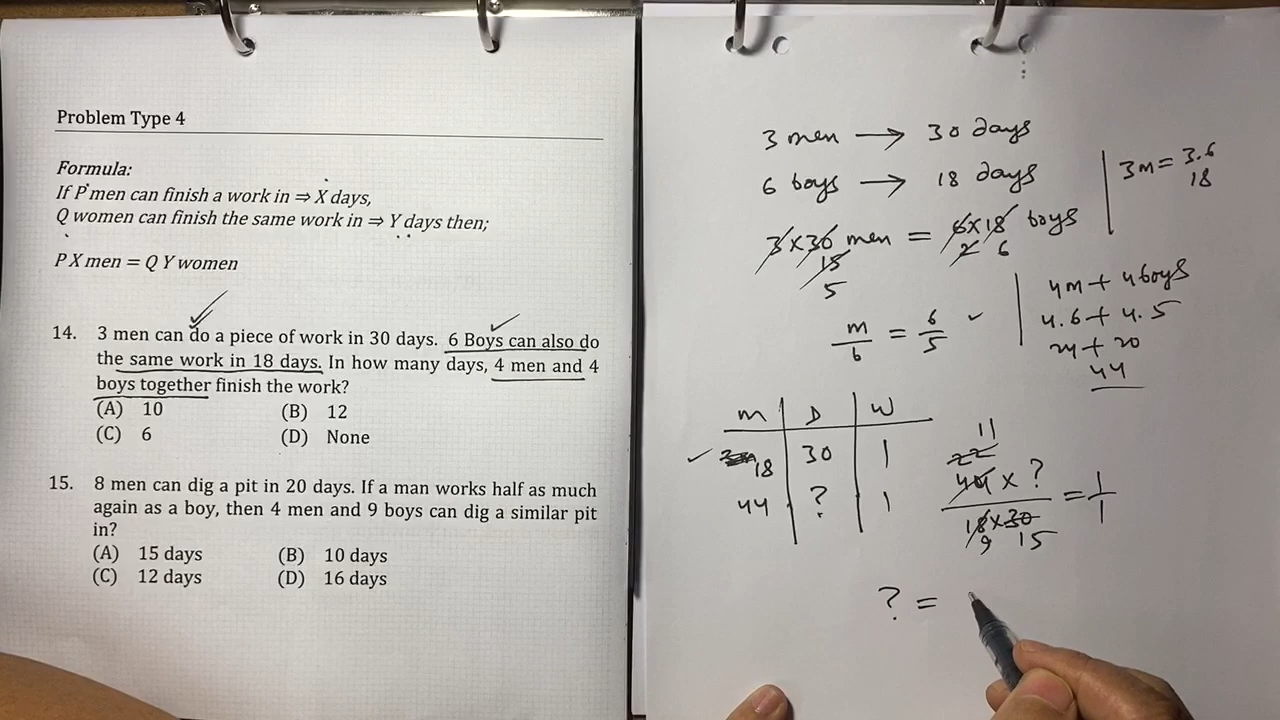 Problem Type 4
Formula:
If P men can finish a work in ⇒ X days,
Q women can finish the same work in ⇒ Y days then;
P X men = Q Y women
14. 3 men can do a piece of work in 30 days. 6 Boys can also do
the same work in 18 days. In how many days, 4 men and 4
boys together finish the work?
(A) 10 (B) 12
(C) 6 (D) None
15. 8 men can dig a pit in 20 days. If a man works half as much
again as a boy, then 4 men and 9 boys can dig a similar pit
in?
(A) 15 days (B) 10 days
(C) 12 days (D) 16 days
3 men → 30 days
6 boys → 18 days
3m = 3.6
18
3 x 30 men = 6 x 18 boys
15 2 6
5
m/b = 6/5
4m + 4 boys
4.6 + 4.5
24 + 20
44
M D W
18 30 1
44 ? 1
11
22
44 x ? / 18 x 30 = 1/1
9 15
? =